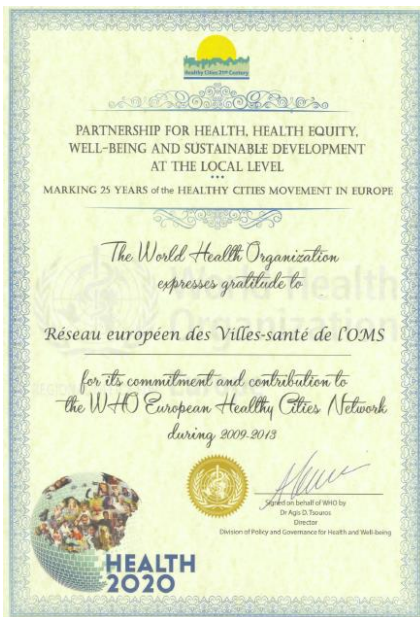 Healthy Cities 21st Century
PARTNERSHIP FOR HEALTH, HEALTH EQUITY,
WELL-BEING AND SUSTAINABLE DEVELOPMENT
AT THE LOCAL LEVEL
•••
MARKING 25 YEARS of the HEALTHY CITIES MOVEMENT IN EUROPE
The World Health Organization
expresses gratitude to
World Health
Organization
Réseau européen des Villes-santé de l'OMS
for its commitment and contribution to
the WHO European Healthy Cities Network
during 2009-2013
Signed on behalf of WHO by
Dr Agis D. Tsouros
Director
Division of Policy and Governance for Health and Well-being
HEALTH
2020